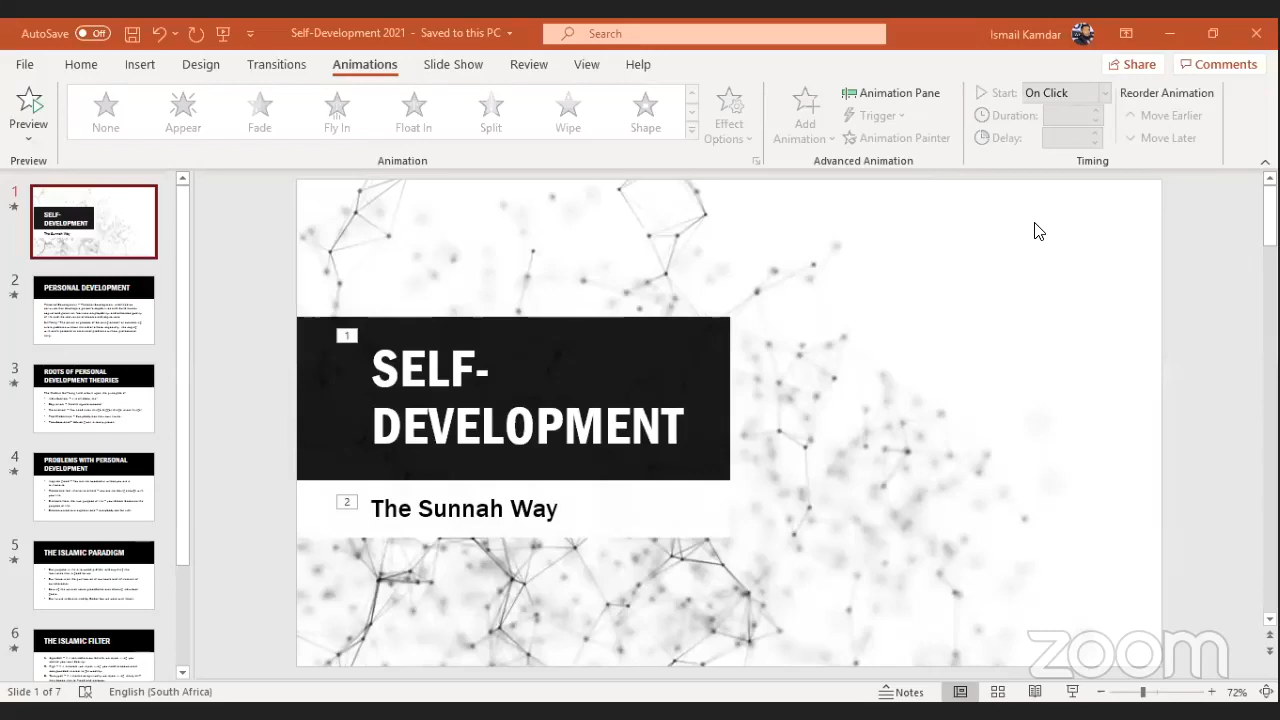 AutoSave Off Self-Development 2021 - Saved to this PC Search Ismail Kamdar
File Home Insert Design Transitions Animations Slide Show Review View Help Share Comments
Preview None Appear Fade Fly In Float In Split Wipe Shape Effect Options Add Animation Animation Pane Start: On Click Reorder Animation
Trigger Duration: Move Earlier
Animation Painter Delay: Move Later
Preview Animation Advanced Animation Timing
1
SELF-
DEVELOPMENT
The Sunnah Way
2
PERSONAL DEVELOPMENT
3
ROOTS OF PERSONAL
DEVELOPMENT THEORIES
4
PROBLEMS WITH PERSONAL
DEVELOPMENT
5
THE ISLAMIC PARADIGM
6
THE ISLAMIC FILTER
1
SELF-
DEVELOPMENT
2
The Sunnah Way
zoom
Slide 1 of 7 English (South Africa) Notes 72%